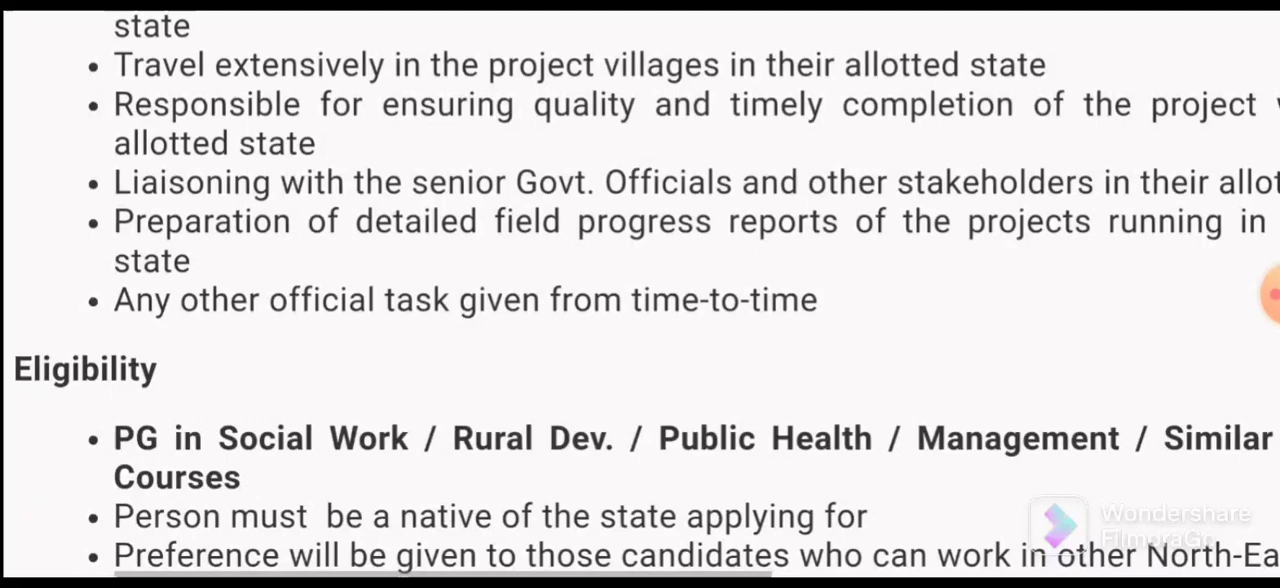 state
• Travel extensively in the project villages in their allotted state
• Responsible for ensuring quality and timely completion of the project
allotted state
• Liaisoning with the senior Govt. Officials and other stakeholders in their
• Preparation of detailed field progress reports of the projects running in
state
• Any other official task given from time-to-time
Eligibility
• PG in Social Work / Rural Dev. / Public Health / Management / Similar
Courses
• Person must be a native of the state applying for
• Preference will be given to those candidates who can work in other
Wondershare
FilmoraGo